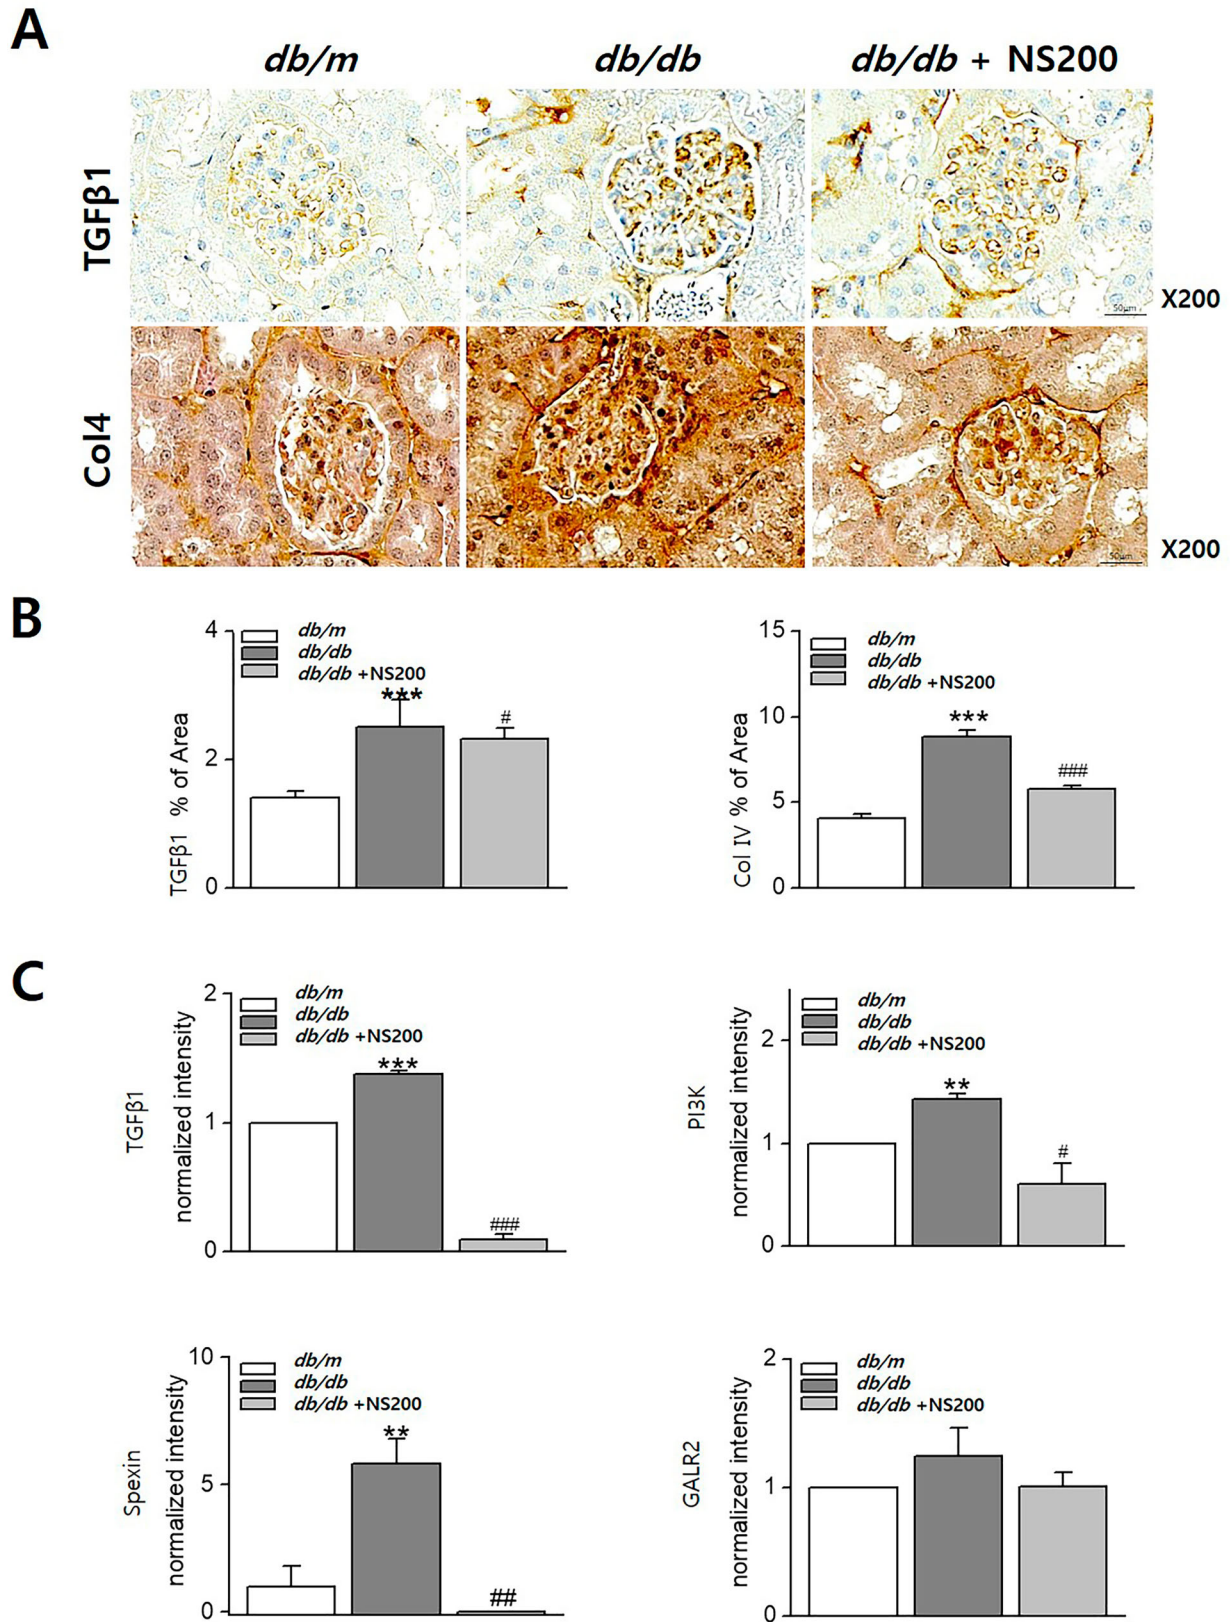 A
db/m
db/db
db/db + NS200
TGFβ1
50μm
X200
Col4
50μm
X200
B
4
2
0
TGFβ1 % of Area
db/m
db/db
db/db +NS200
***
#
15
10
5
0
Col IV % of Area
db/m
db/db
db/db +NS200
***
###
C
2
1
0
TGFβ1
normalized intensity
db/m
db/db
db/db +NS200
***
###
2
1
0
PI3K
normalized intensity
db/m
db/db
db/db +NS200
**
#
10
5
0
Spexin
normalized intensity
db/m
db/db
db/db +NS200
**
##
2
1
0
GALR2
normalized intensity
db/m
db/db
db/db +NS200